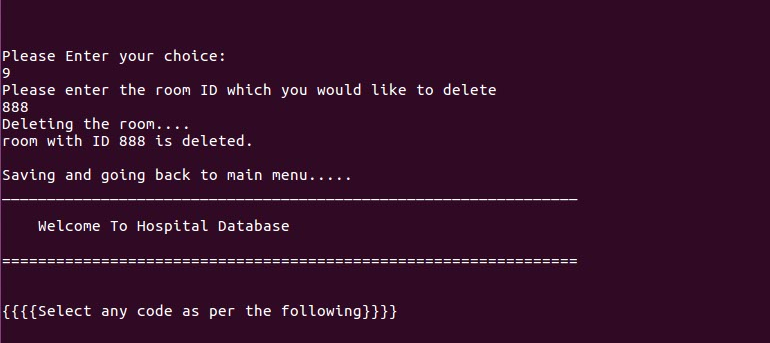 Please Enter your choice:
9
Please enter the room ID which you would like to delete
888
Deleting the room....
room with ID 888 is deleted.
Saving and going back to main menu.....
________________________________________________________________
Welcome To Hospital Database
================================================================
{{{{Select any code as per the following}}}}